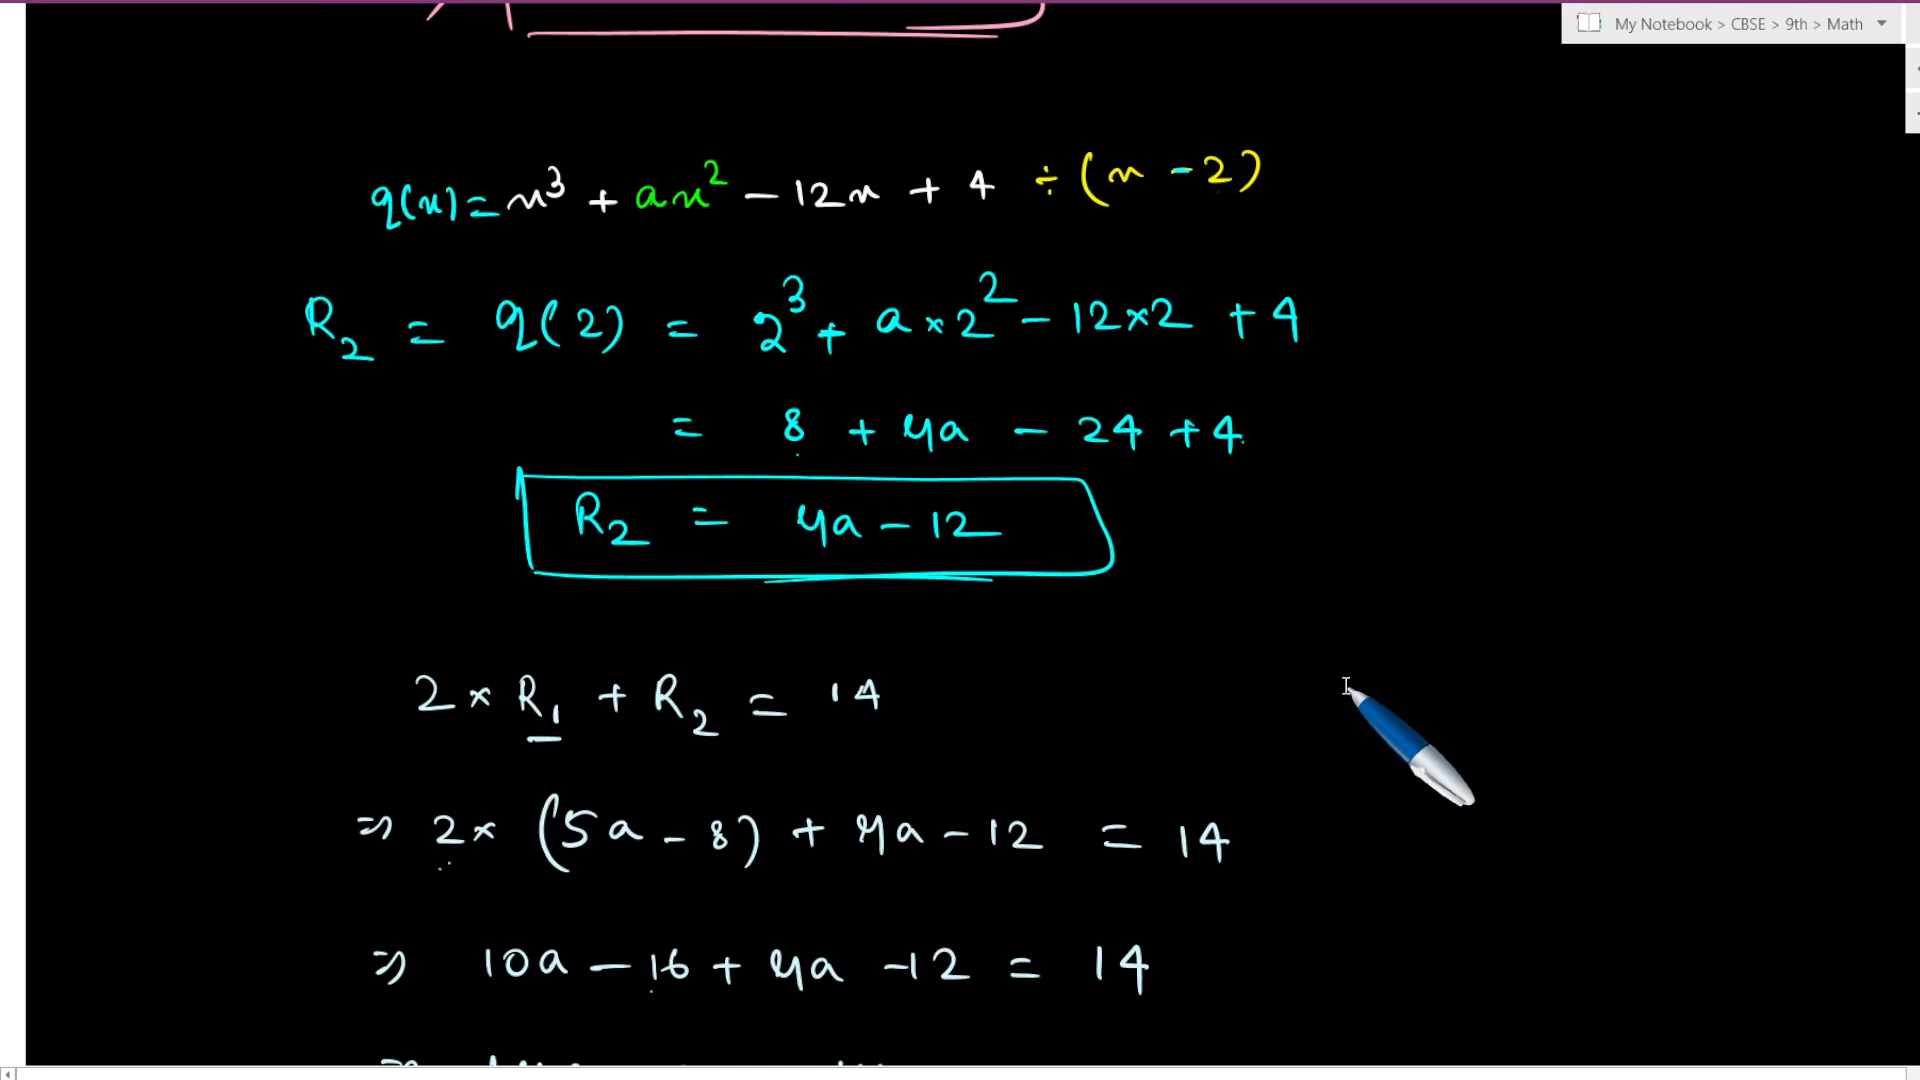 My Notebook > CBSE > 9th > Math
q(x) = x³ + ax² - 12x + 4 ÷ (x - 2)
R₂ = q(2) = 2³ + a × 2² - 12×2 + 4
= 8 + 4a - 24 + 4
R₂ = 4a - 12
2 × R₁ + R₂ = 14
⇒ 2 × (5a - 8) + 4a - 12 = 14
⇒ 10a - 16 + 4a - 12 = 14